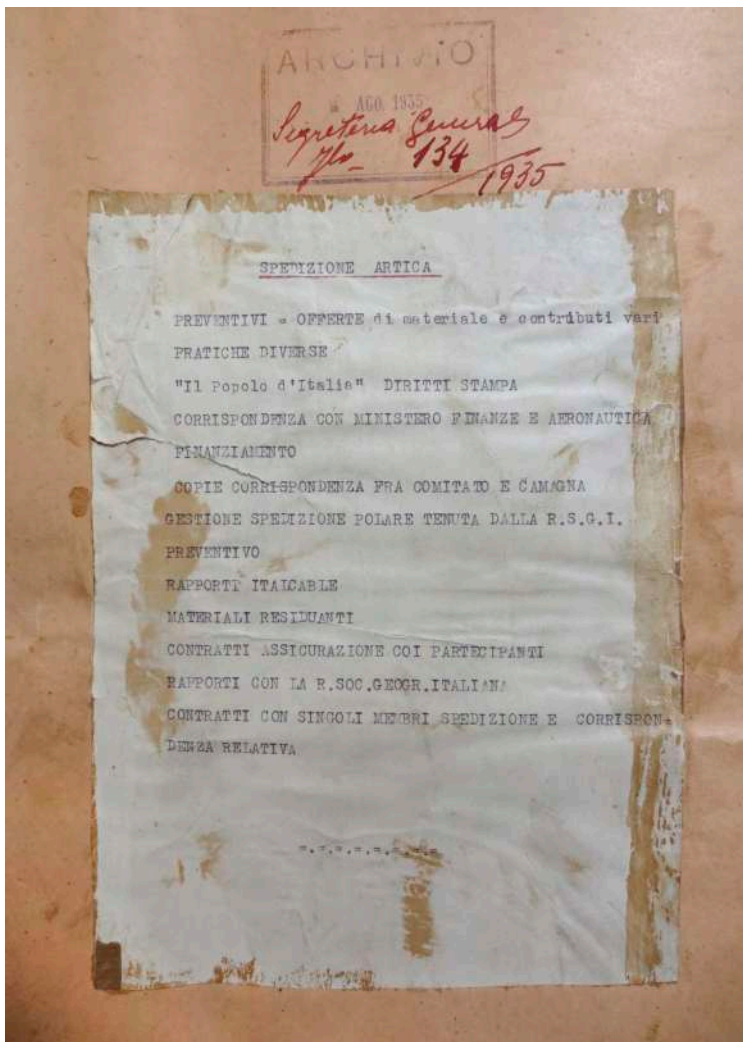 ARCHIVIO
AGO. 1935
Segreteria Generale
134
1935
SPEDIZIONE ARTICA
PREVENTIVI = OFFERTE di materiale e contributi vari
PRATICHE DIVERSE
"Il Popolo d'Italia" DIRITTI STAMPA
CORRISPONDENZA CON MINISTERO FINANZE E AERONAUTICA
FINANZIAMENTO
COPIE CORRISPONDENZA FRA COMITATO E CAMAGNA
GESTIONE SPEDIZIONE POLARE TENUTA DALLA R.S.G.I.
PREVENTIVO
RAPPORTI ITALCABLE
MATERIALI RESIDUANTI
CONTRATTI ASSICURAZIONE COI PARTECIPANTI
RAPPORTI CON LA R.SOC.GEOGR.ITALIANA
CONTRATTI CON SINGOLI MEMBRI SPEDIZIONE E CORRISPON=
DENZA RELATIVA
=.=.=.=.=.=.=.=